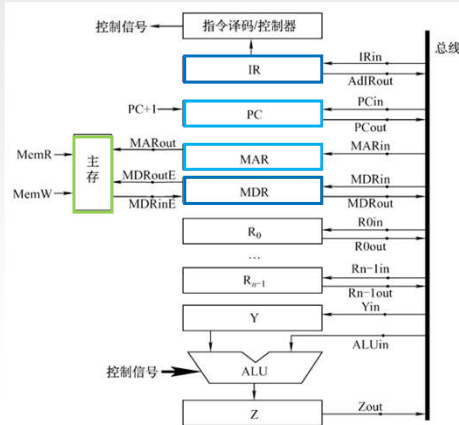 控制信号
指令译码/控制器
总线
IRin
IR
AdIRout
PC+1
PC
PCin
PCout
MemR
MemW
主存
MARout
MAR
MARin
MDRoutE
MDRinE
MDR
MDRin
MDRout
R0
R0in
R0out
…
Rn-1
Rn-1in
Rn-1out
Y
Yin
ALUin
控制信号
ALU
Z
Zout